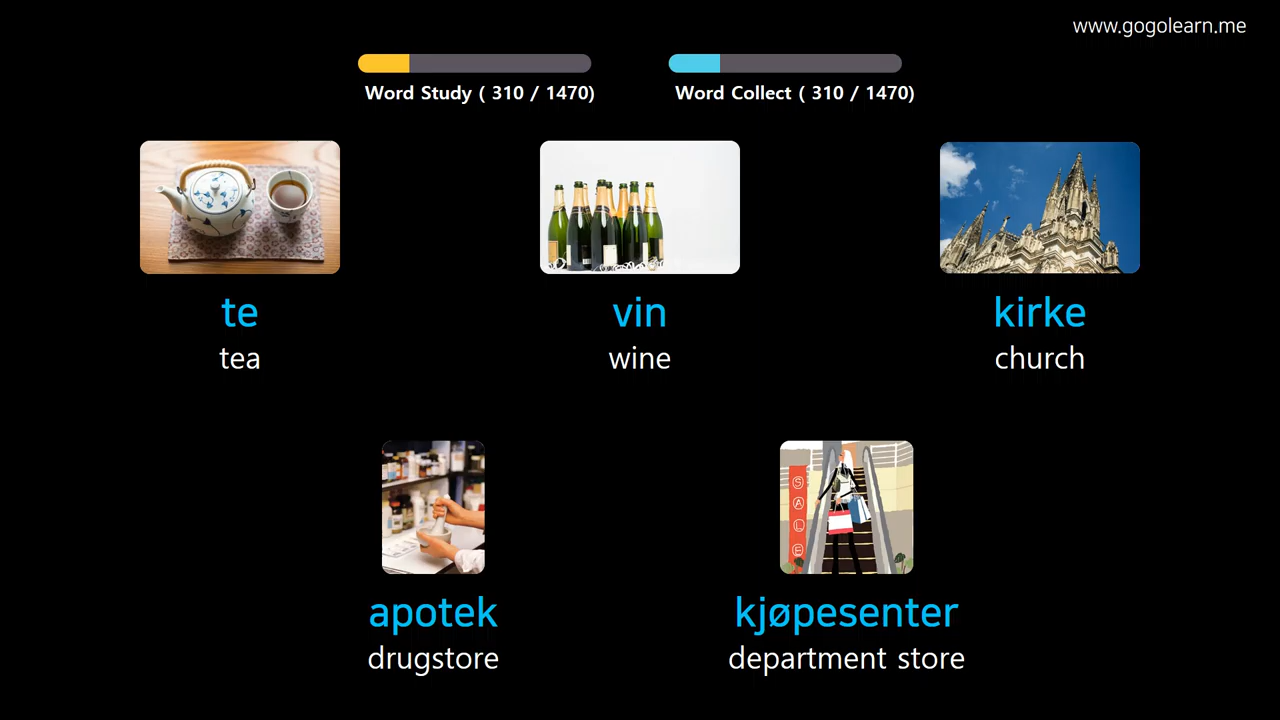 www.gogolearn.me
Word Study ( 310 / 1470)
Word Collect ( 310 / 1470)
te
vin
kirke
tea
wine
church
SALE
apotek
kjøpesenter
drugstore
department store